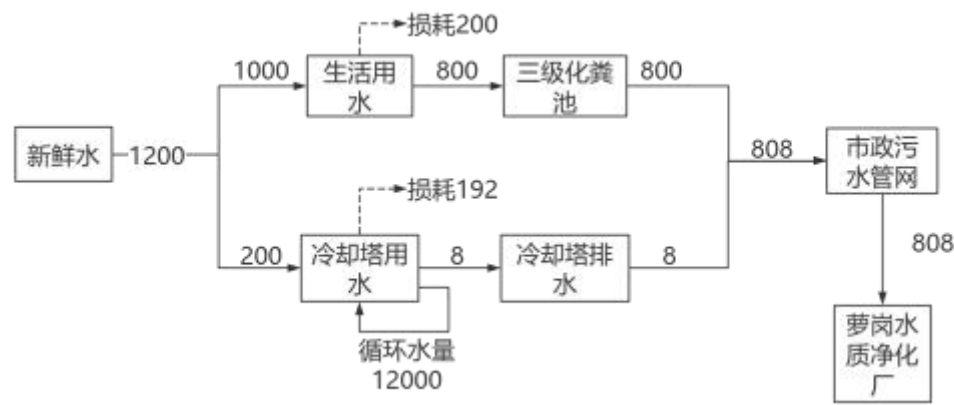 损耗200
1000
生活用
水
800
三级化粪
池
800
新鲜水
1200
808
市政污
水管网
损耗192
200
冷却塔用
水
8
冷却塔排
水
8
808
循环水量
12000
萝岗水
质净化
厂